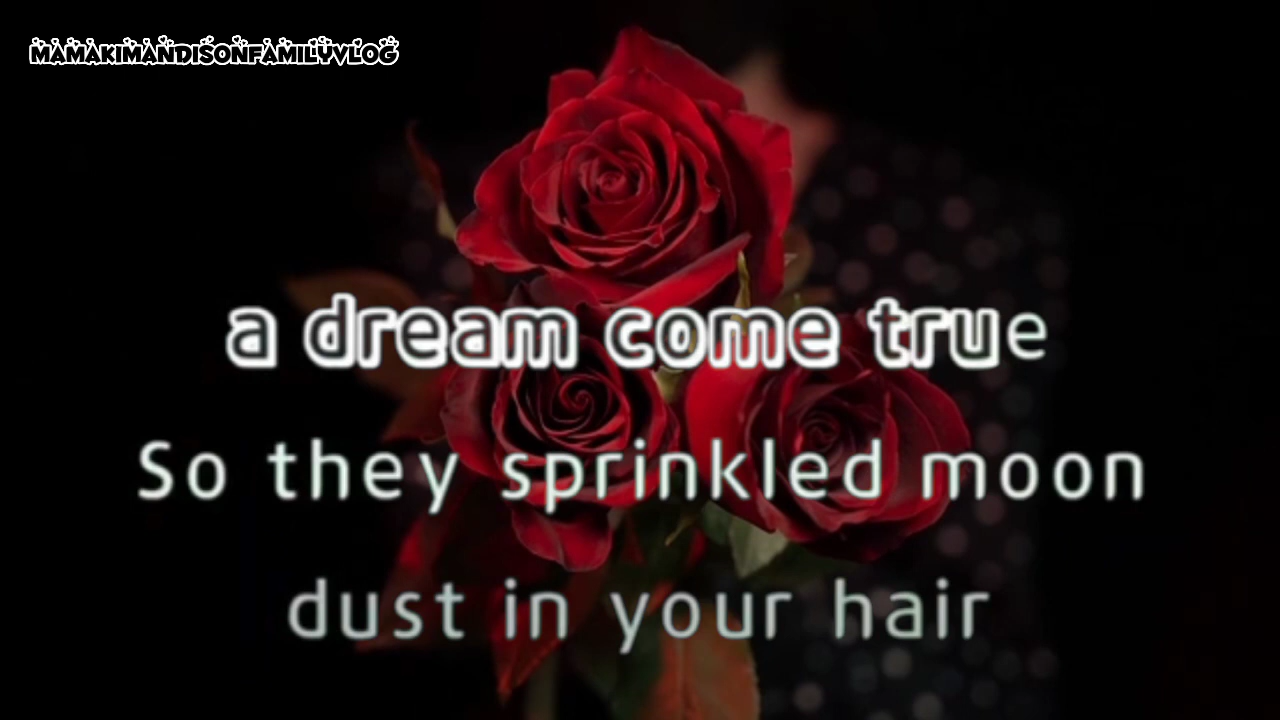 MAMAKIMANDISONFAMILYVLOG
a dream come true
So they sprinkled moon
dust in your hair